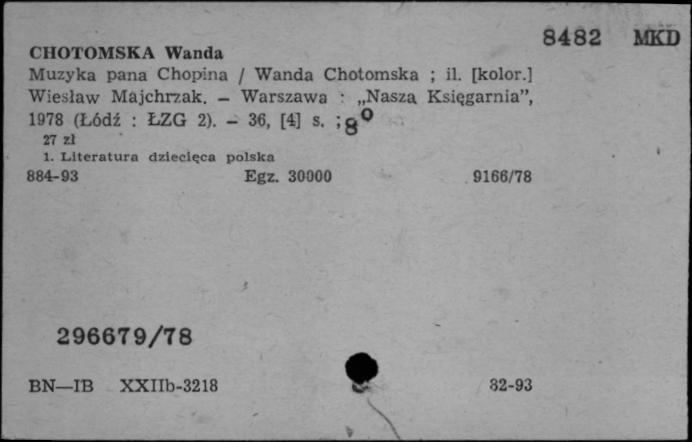 8482 MKD
CHOTOMSKA Wanda
Muzyka pana Chopina / Wanda Chotomska ; il. [kolor.]
Wiesław Majchrzak. — Warszawa : „Nasza Księgarnia”,
1978 (Łódź : ŁZG 2). — 36, [4] s. ; 8°
27 zł
1. Literatura dziecięca polska
884-93 Egz. 30000 9166/78
296679/78
BN—IB XXIIb-3218 82-93